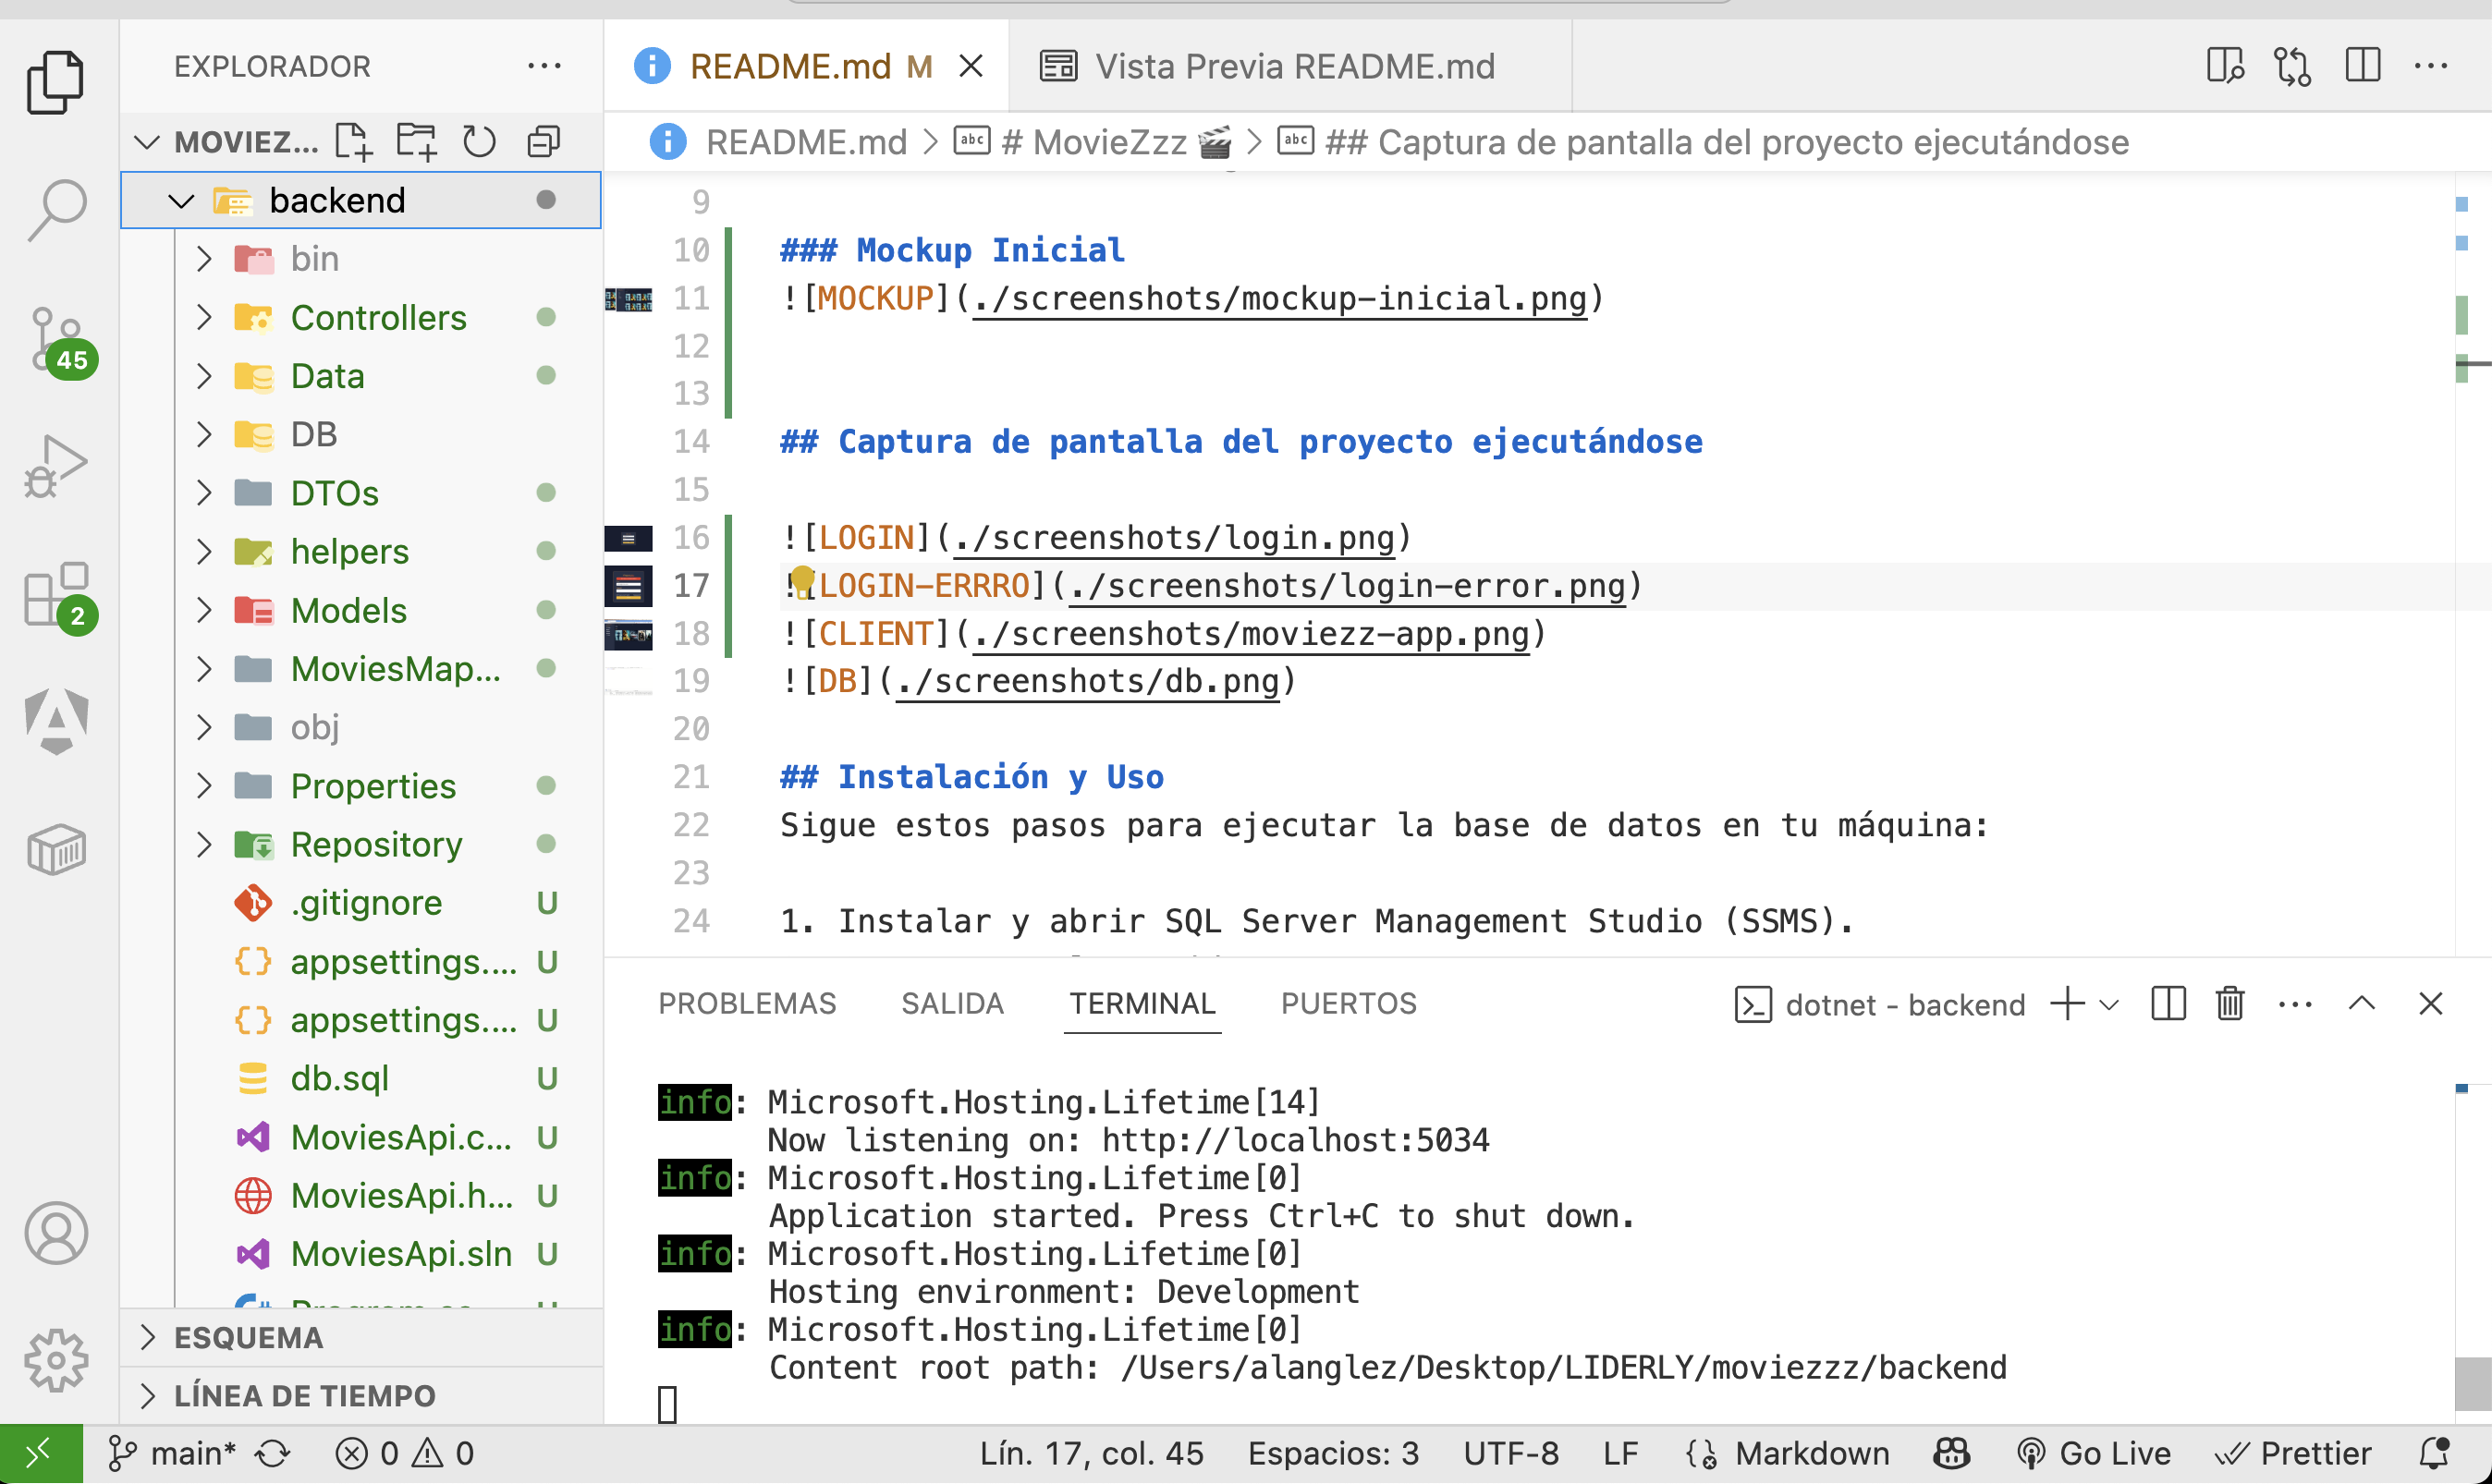 EXPLORADOR
MOVIEZ...
backend
bin
Controllers
Data
DB
DTOs
helpers
Models
MoviesMap...
obj
Properties
Repository
.gitignore U
appsettings.... U
appsettings.... U
db.sql U
MoviesApi.c... U
MoviesApi.h... U
MoviesApi.sln U
ESQUEMA
LÍNEA DE TIEMPO
45
2
README.md M
Vista Previa README.md
README.md > # MovieZzz 🎬 > ## Captura de pantalla del proyecto ejecutándose
9
10 ### Mockup Inicial
11 ![MOCKUP](./screenshots/mockup-inicial.png)
12
13
14 ## Captura de pantalla del proyecto ejecutándose
15
16 ![LOGIN](./screenshots/login.png)
17 ![LOGIN-ERRRO](./screenshots/login-error.png)
18 ![CLIENT](./screenshots/moviezz-app.png)
19 ![DB](./screenshots/db.png)
20
21 ## Instalación y Uso
22 Sigue estos pasos para ejecutar la base de datos en tu máquina:
23
24 1. Instalar y abrir SQL Server Management Studio (SSMS).
PROBLEMAS SALIDA TERMINAL PUERTOS
dotnet - backend
info: Microsoft.Hosting.Lifetime[14]
Now listening on: http://localhost:5034
info: Microsoft.Hosting.Lifetime[0]
Application started. Press Ctrl+C to shut down.
info: Microsoft.Hosting.Lifetime[0]
Hosting environment: Development
info: Microsoft.Hosting.Lifetime[0]
Content root path: /Users/alanglez/Desktop/LIDERLY/moviezzz/backend
main* 0 0 Lín. 17, col. 45 Espacios: 3 UTF-8 LF Markdown Go Live Prettier